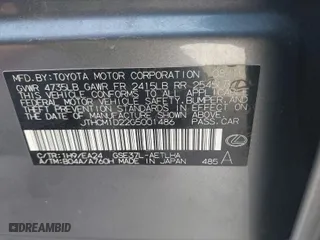 MFD.BY:TOYOTA MOTOR CORPORATION
GVWR 4735LB GAWR FR 2415LB RR
THIS VEHICLE CONFORMS TO ALL APPLICABLE
FEDERAL MOTOR VEHICLE SAFETY, BUMPER, AND
THEFT PREVENTION STANDARDS IN EFFECT ON
THE DATE OF MANUFACTURE SHOWN ABOVE.
JTHCM1D22G5001486 PASS.CAR
C/TR:1H9/EA24 GSE37L-AETLHA
A/TM:B04A/A760H MADE IN JAPAN 485 A